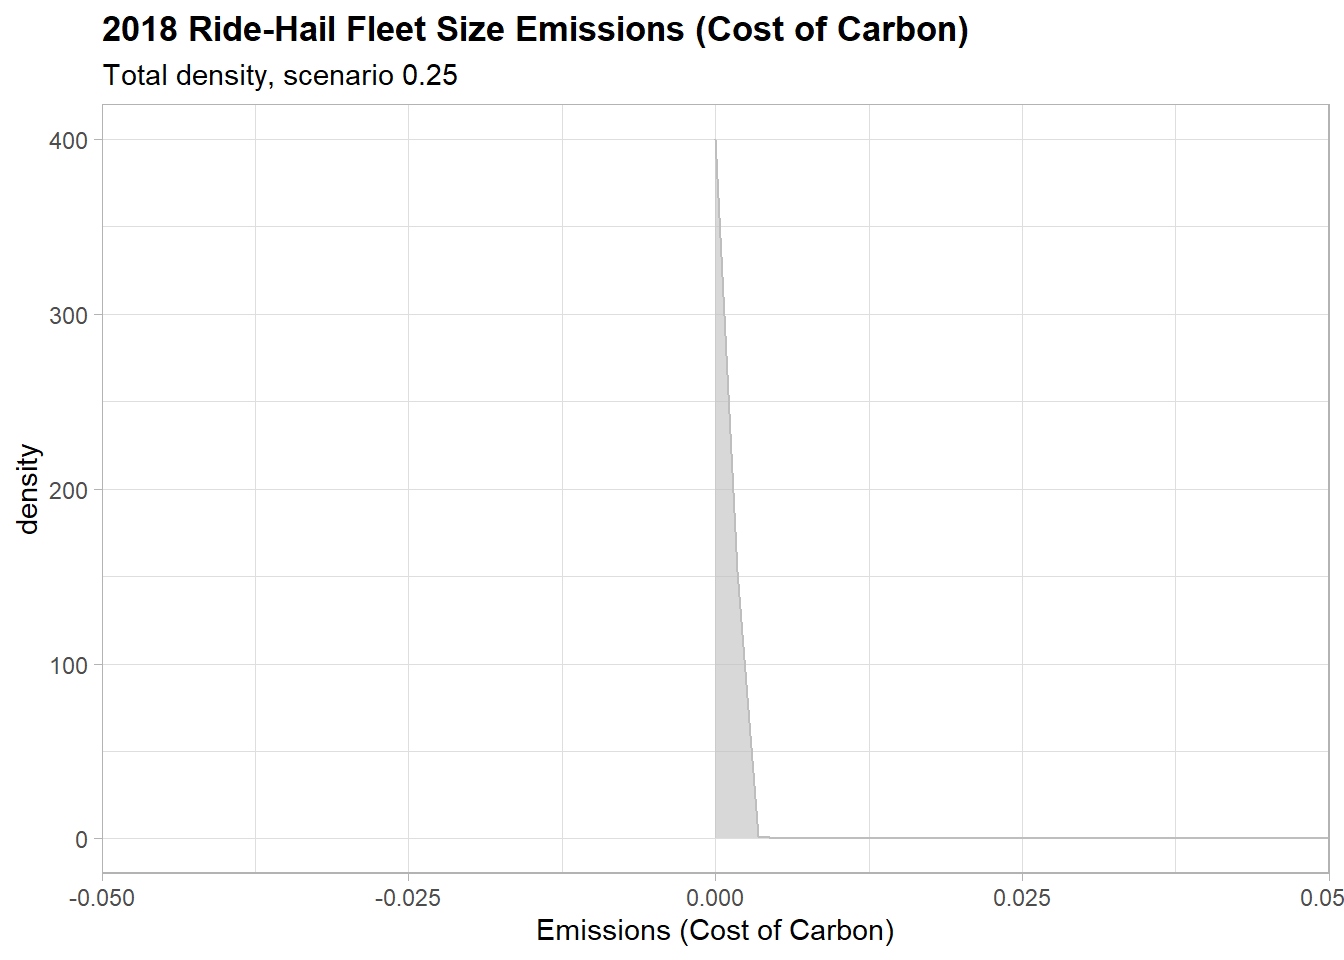 2018 Ride-Hail Fleet Size Emissions (Cost of Carbon)
Total density, scenario 0.25
400
300
200
100
0
density
-0.050
-0.025
0.000
0.025
0.05
Emissions (Cost of Carbon)